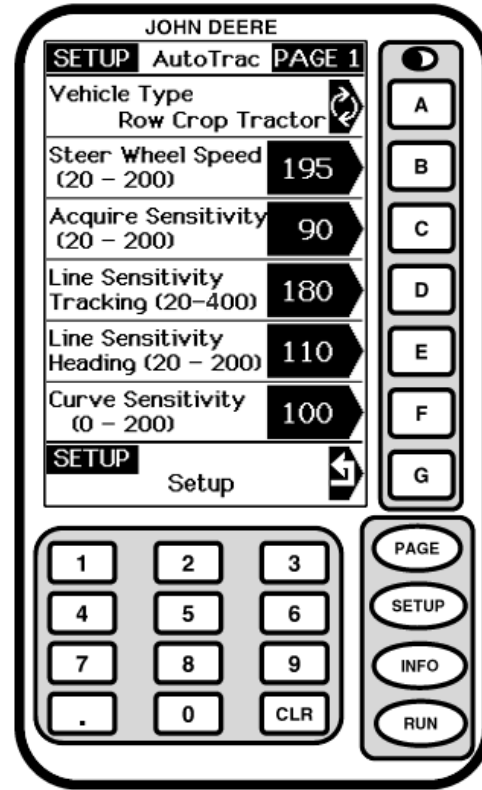 JOHN DEERE
SETUP AutoTrac PAGE 1
Vehicle Type
Row Crop Tractor
A
Steer Wheel Speed
(20 - 200)
195
B
Acquire Sensitivity
(20 - 200)
90
C
Line Sensitivity
Tracking (20-400)
180
D
Line Sensitivity
Heading (20 - 200)
110
E
Curve Sensitivity
(0 - 200)
100
F
SETUP
Setup
G
1 2 3
4 5 6
7 8 9
. 0 CLR
PAGE
SETUP
INFO
RUN